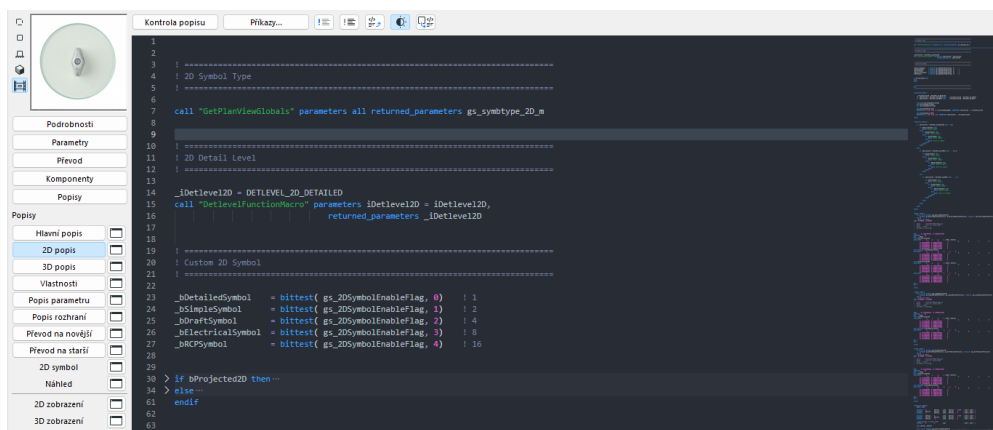 Kontrola popisu
Příkazy...
Podrobnosti
Parametry
Převod
Komponenty
Popisy
Popisy
Hlavní popis
2D popis
3D popis
Vlastnosti
Popis parametru
Popis rozhraní
Převod na novější
Převod na starší
2D symbol
Náhled
2D zobrazení
3D zobrazení
1
2
3 ! ==============================================================================
4 ! 2D Symbol Type
5 ! ==============================================================================
6
7 call "GetPlanViewGlobals" parameters all returned_parameters gs_symbtype_2D_m
8
9
10 ! ==============================================================================
11 ! 2D Detail Level
12 ! ==============================================================================
13
14 _iDetlevel2D = DETLEVEL_2D_DETAILED
15 call "DetlevelFunctionMacro" parameters iDetlevel2D = iDetlevel2D,
16 returned_parameters _iDetlevel2D
17
18
19 ! ==============================================================================
20 ! Custom 2D Symbol
21 ! ==============================================================================
22
23 _bDetailedSymbol = bittest( gs_2DSymbolEnableFlag, 0) ! 1
24 _bSimpleSymbol = bittest( gs_2DSymbolEnableFlag, 1) ! 2
25 _bDraftSymbol = bittest( gs_2DSymbolEnableFlag, 2) ! 4
26 _bElectricalSymbol = bittest( gs_2DSymbolEnableFlag, 3) ! 8
27 _bRCPSymbol = bittest( gs_2DSymbolEnableFlag, 4) ! 16
28
29
30 > if bProjected2D then ...
34 > else ...
61 endif
62
63